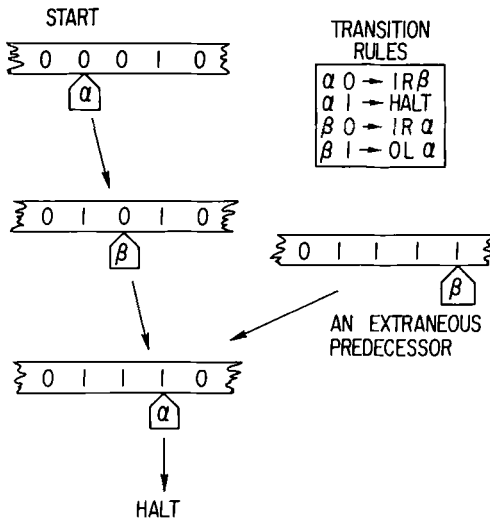 START
0 0 0 1 0
α
TRANSITION
RULES
α 0 → 1 R β
α 1 → HALT
β 0 → 1 R α
β 1 → 0 L α
0 1 0 1 0
β
0 1 1 1 1
β
AN EXTRANEOUS
PREDECESSOR
0 1 1 1 0
α
HALT